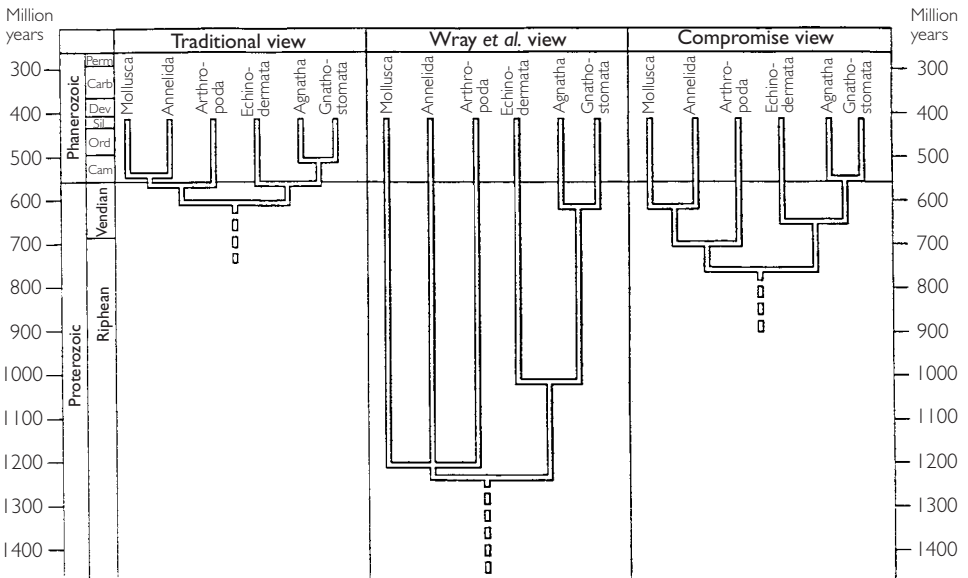 Million
years
Million
years
Traditional view
Wray et al. view
Compromise view
300
400
500
600
700
800
900
1000
1100
1200
1300
1400
Phanerozoic
Proterozoic
Perm
Carb
Dev
Sil
Ord
Cam
Vendian
Riphean
Mollusca
Annelida
Arthro-
poda
Echino-
dermata
Agnatha
Gnatho-
stomata
Mollusca
Annelida
Arthro-
poda
Echino-
dermata
Agnatha
Gnatho-
stomata
Mollusca
Annelida
Arthro-
poda
Echino-
dermata
Agnatha
Gnatho-
stomata
300
400
500
600
700
800
900
1000
1100
1200
1300
1400